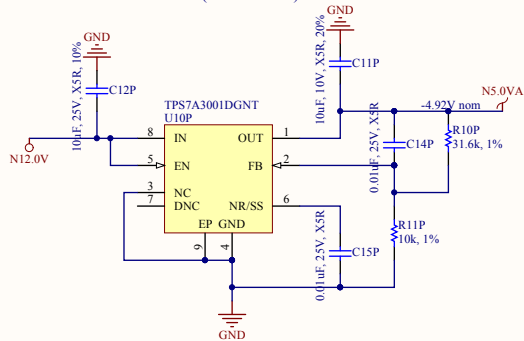 GND
10uF, 25V, X5R, 10%
C12P
GND
10uF, 10V, X5R, 20%
C11P
N5.0VA
-4.92V nom
TPS7A3001DGNT
U10P
N12.0V
8 IN
OUT 1
5 EN
FB 2
3 NC
7 DNC
NR/SS 6
EP GND
9 4
0.01uF, 25V, X5R
C14P
R10P
31.6k, 1%
R11P
10k, 1%
0.01uF, 25V, X5R
C15P
GND